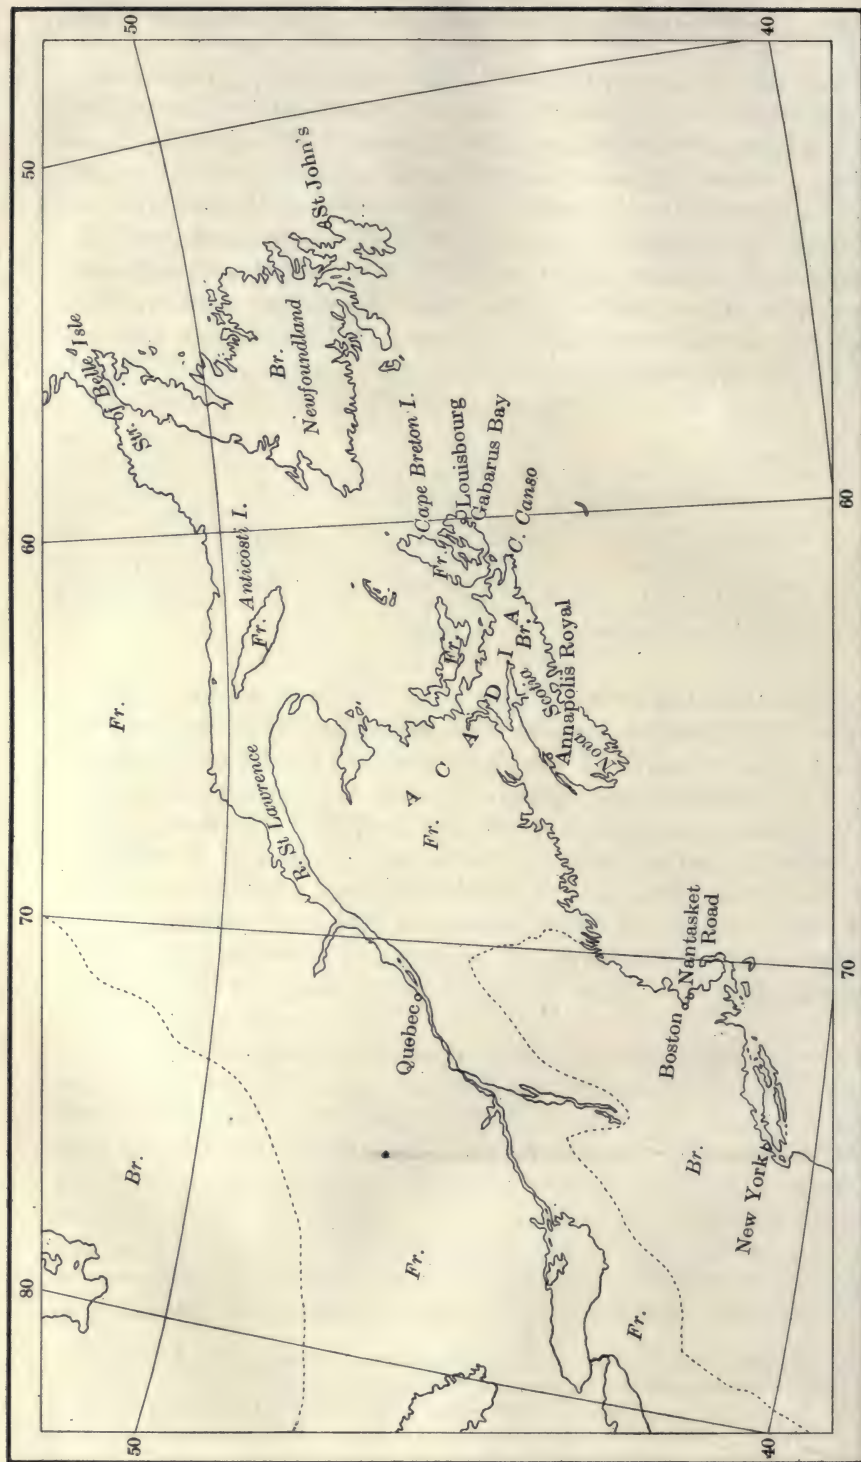 80
70
60
50
50
50
Br.
Fr.
Str. of Belle Isle
Anticosti I.
Fr.
R. St Lawrence
Br.
Newfoundland
St John's
Cape Breton I.
Fr.
Louisbourg
Gabarus Bay
C. Canso
Fr.
ACADIA
Fr.
Br.
Nova Scotia
Annapolis Royal
Quebec
Fr.
Fr.
Br.
Boston
Nantasket
Road
New York
40
70
60
40